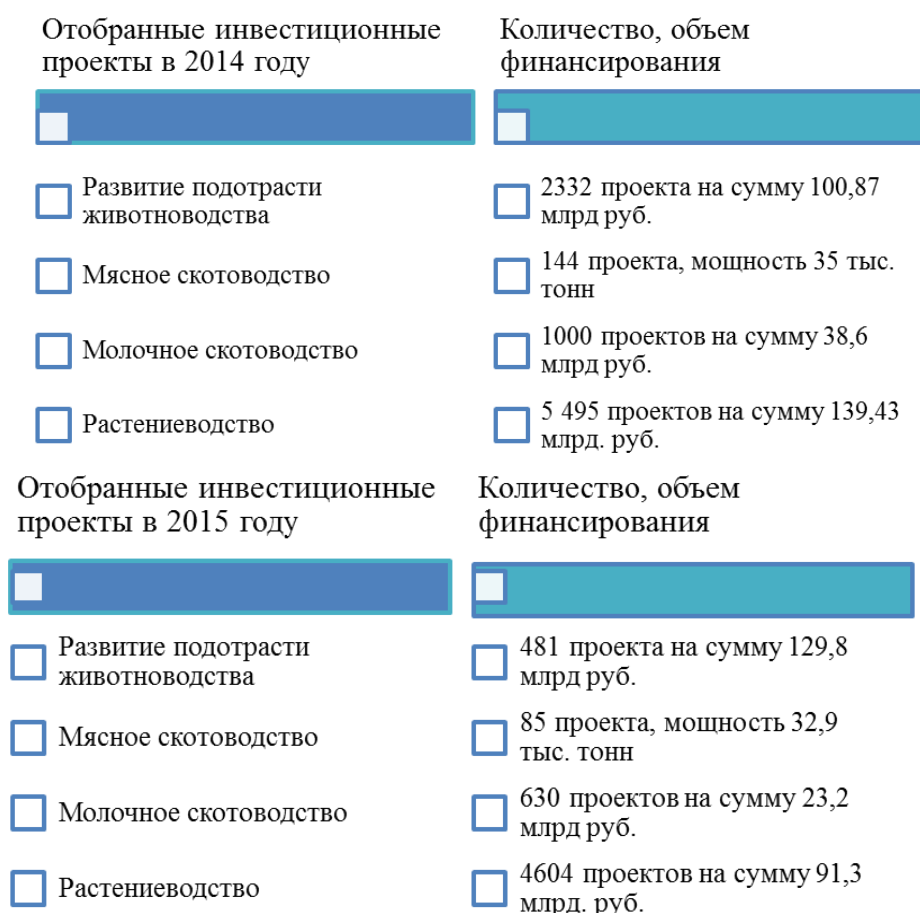 Отобранные инвестиционные
проекты в 2014 году
Количество, объем
финансирования
Развитие подотрасти
животноводства
2332 проекта на сумму 100,87
млрд руб.
Мясное скотоводство
144 проекта, мощность 35 тыс.
тонн
Молочное скотоводство
1000 проектов на сумму 38,6
млрд руб.
Растениеводство
5 495 проектов на сумму 139,43
млрд. руб.
Отобранные инвестиционные
проекты в 2015 году
Количество, объем
финансирования
Развитие подотрасти
животноводства
481 проекта на сумму 129,8
млрд руб.
Мясное скотоводство
85 проекта, мощность 32,9
тыс. тонн
Молочное скотоводство
630 проектов на сумму 23,2
млрд руб.
Растениеводство
4604 проектов на сумму 91,3
млрд. руб.